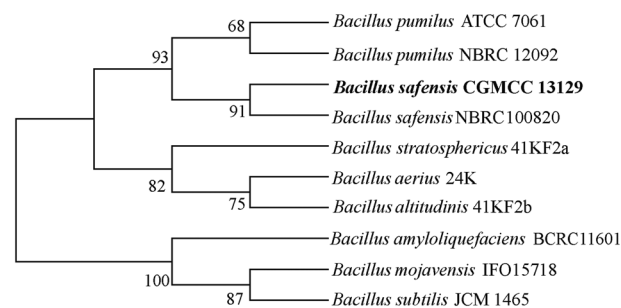 68
Bacillus pumilus ATCC 7061
93
Bacillus pumilus NBRC 12092
Bacillus safensis CGMCC 13129
91
Bacillus safensis NBRC100820
Bacillus stratosphericus 41KF2a
82
Bacillus aerius 24K
75
Bacillus altitudinis 41KF2b
Bacillus amyloliquefaciens BCRC11601
100
Bacillus mojavensis IFO15718
87
Bacillus subtilis JCM 1465